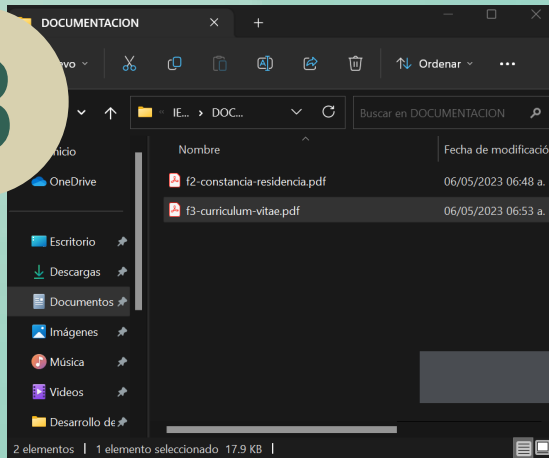 DOCUMENTACION
evo
Ordenar
IE... DOC...
Buscar en DOCUMENTACION
nicio
OneDrive
Escritorio
Descargas
Documentos
Imágenes
Música
Videos
Desarrollo de
Nombre
Fecha de modificació
f2-constancia-residencia.pdf
06/05/2023 06:48 a.
f3-curriculum-vitae.pdf
06/05/2023 06:53 a.
2 elementos
1 elemento seleccionado 17.9 KB